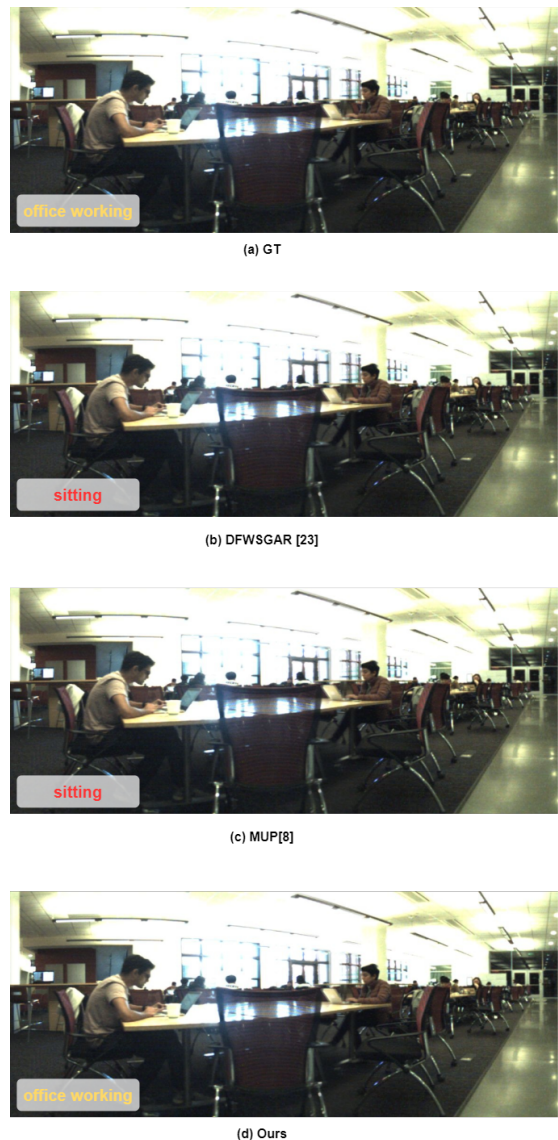 office working
(a) GT
sitting
(b) DFWSGAR [23]
sitting
(c) MUP[8]
office working
(d) Ours